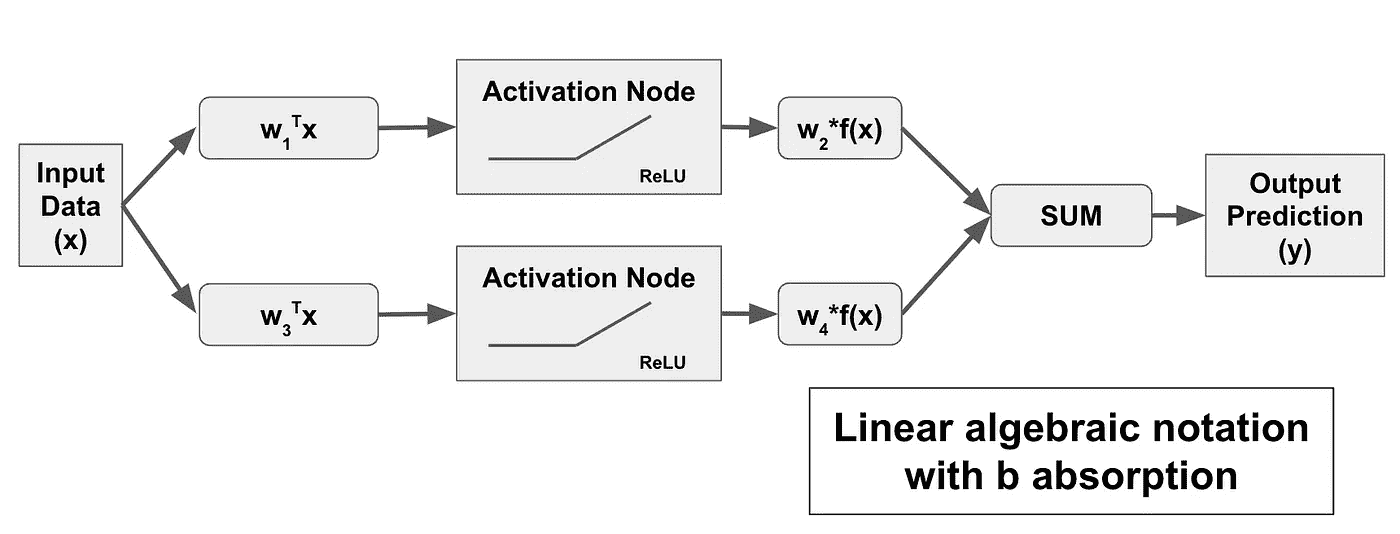 Input
Data
(x)
w₁ᵀx
Activation Node
ReLU
w₂*f(x)
w₃ᵀx
Activation Node
ReLU
w₄*f(x)
SUM
Output
Prediction
(y)
Linear algebraic notation
with b absorption